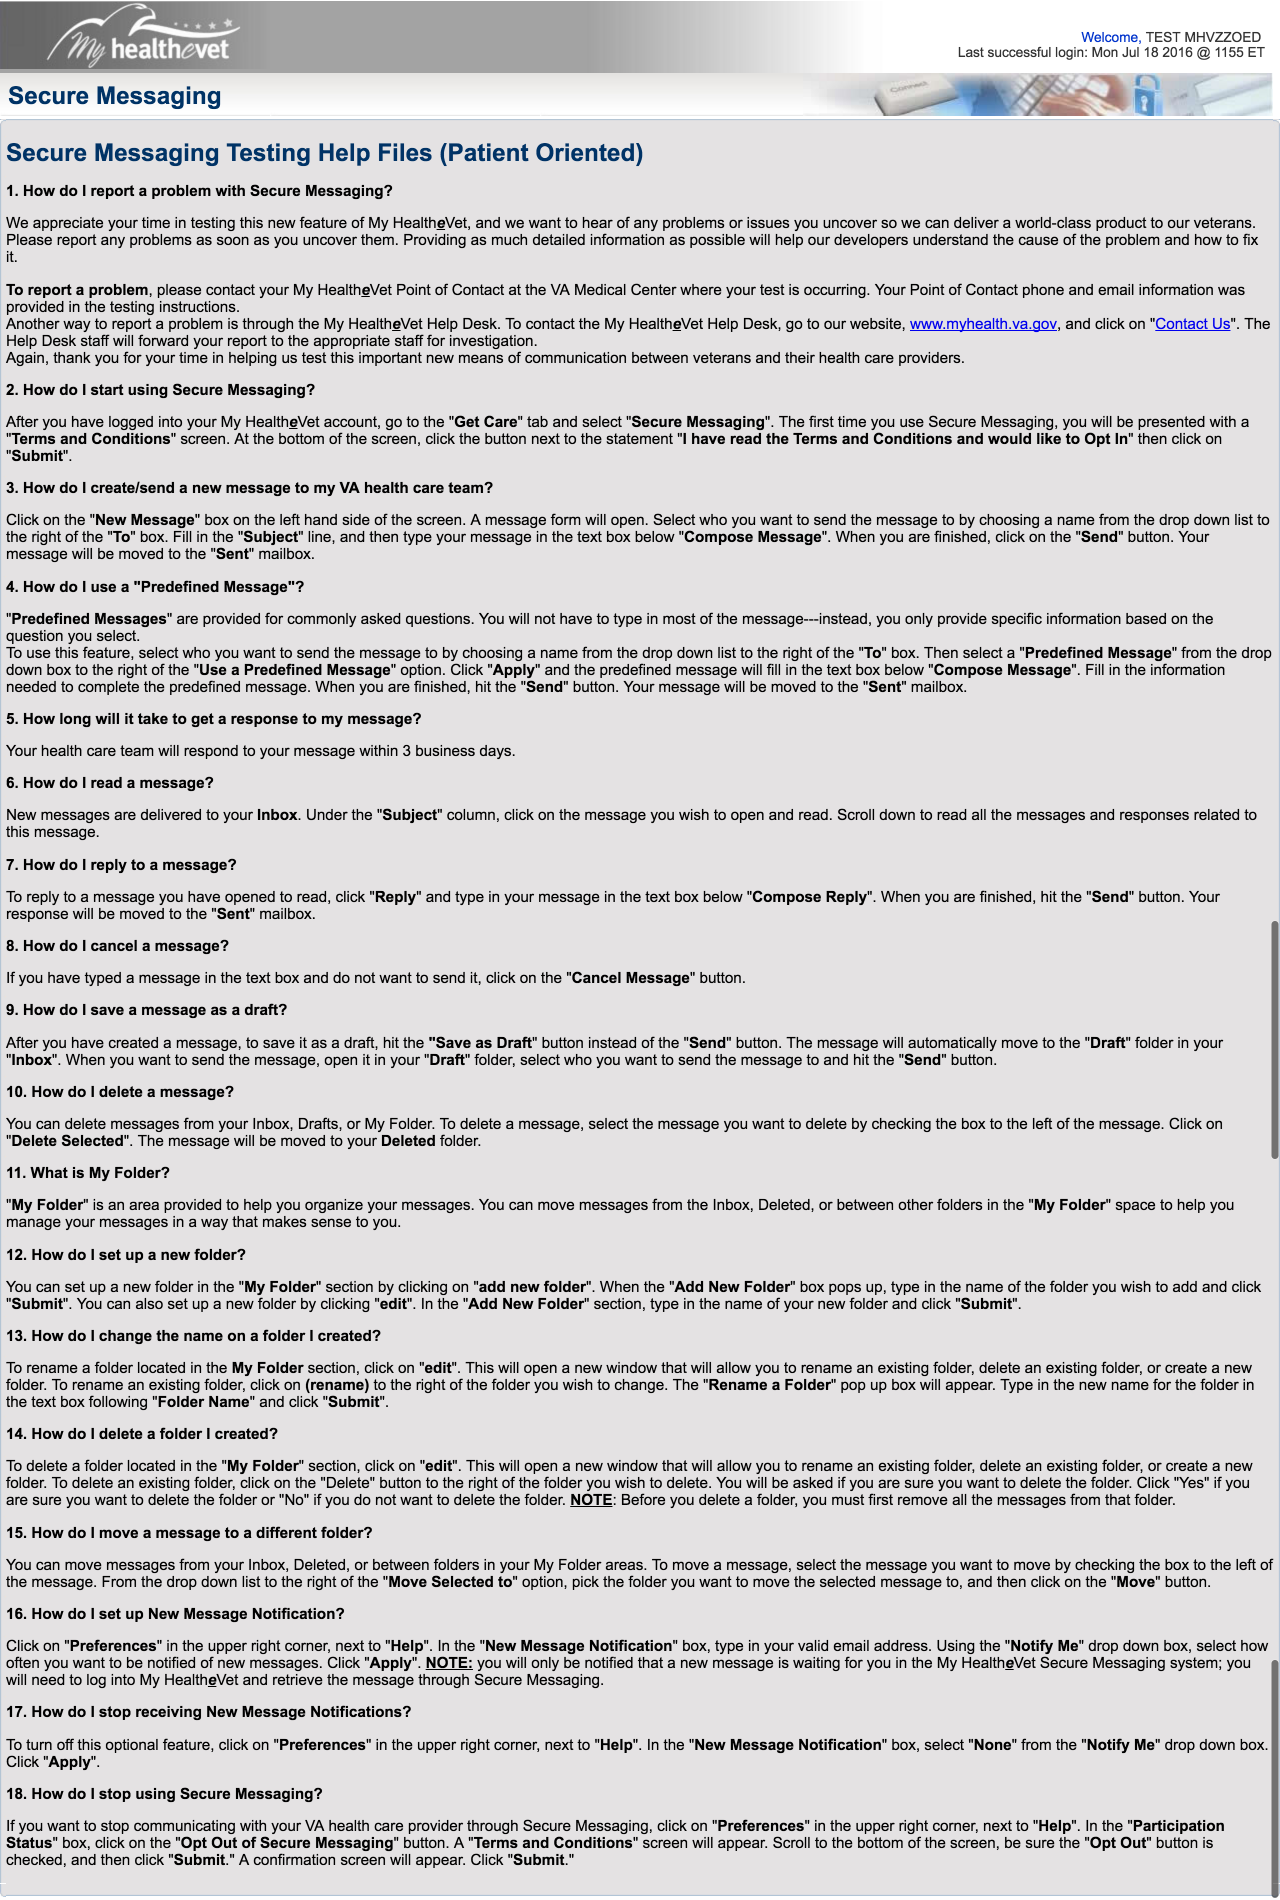 My healthevet
Welcome, TEST MHVZZOED
Last successful login: Mon Jul 18 2016 @ 1155 ET
Secure Messaging
Connect
Secure Messaging Testing Help Files (Patient Oriented)
1. How do I report a problem with Secure Messaging?
We appreciate your time in testing this new feature of My HealtheVet, and we want to hear of any problems or issues you uncover so we can deliver a world-class product to our veterans.
Please report any problems as soon as you uncover them. Providing as much detailed information as possible will help our developers understand the cause of the problem and how to fix
it.
To report a problem, please contact your My HealtheVet Point of Contact at the VA Medical Center where your test is occurring. Your Point of Contact phone and email information was
provided in the testing instructions.
Another way to report a problem is through the My HealtheVet Help Desk. To contact the My HealtheVet Help Desk, go to our website, www.myhealth.va.gov, and click on "Contact Us". The
Help Desk staff will forward your report to the appropriate staff for investigation.
Again, thank you for your time in helping us test this important new means of communication between veterans and their health care providers.
2. How do I start using Secure Messaging?
After you have logged into your My HealtheVet account, go to the "Get Care" tab and select "Secure Messaging". The first time you use Secure Messaging, you will be presented with a
"Terms and Conditions" screen. At the bottom of the screen, click the button next to the statement "I have read the Terms and Conditions and would like to Opt In" then click on
"Submit".
3. How do I create/send a new message to my VA health care team?
Click on the "New Message" box on the left hand side of the screen. A message form will open. Select who you want to send the message to by choosing a name from the drop down list to
the right of the "To" box. Fill in the "Subject" line, and then type your message in the text box below "Compose Message". When you are finished, click on the "Send" button. Your
message will be moved to the "Sent" mailbox.
4. How do I use a "Predefined Message"?
"Predefined Messages" are provided for commonly asked questions. You will not have to type in most of the message---instead, you only provide specific information based on the
question you select.
To use this feature, select who you want to send the message to by choosing a name from the drop down list to the right of the "To" box. Then select a "Predefined Message" from the drop
down box to the right of the "Use a Predefined Message" option. Click "Apply" and the predefined message will fill in the text box below "Compose Message". Fill in the information
needed to complete the predefined message. When you are finished, hit the "Send" button. Your message will be moved to the "Sent" mailbox.
5. How long will it take to get a response to my message?
Your health care team will respond to your message within 3 business days.
6. How do I read a message?
New messages are delivered to your Inbox. Under the "Subject" column, click on the message you wish to open and read. Scroll down to read all the messages and responses related to
this message.
7. How do I reply to a message?
To reply to a message you have opened to read, click "Reply" and type in your message in the text box below "Compose Reply". When you are finished, hit the "Send" button. Your
response will be moved to the "Sent" mailbox.
8. How do I cancel a message?
If you have typed a message in the text box and do not want to send it, click on the "Cancel Message" button.
9. How do I save a message as a draft?
After you have created a message, to save it as a draft, hit the "Save as Draft" button instead of the "Send" button. The message will automatically move to the "Draft" folder in your
"Inbox". When you want to send the message, open it in your "Draft" folder, select who you want to send the message to and hit the "Send" button.
10. How do I delete a message?
You can delete messages from your Inbox, Drafts, or My Folder. To delete a message, select the message you want to delete by checking the box to the left of the message. Click on
"Delete Selected". The message will be moved to your Deleted folder.
11. What is My Folder?
"My Folder" is an area provided to help you organize your messages. You can move messages from the Inbox, Deleted, or between other folders in the "My Folder" space to help you
manage your messages in a way that makes sense to you.
12. How do I set up a new folder?
You can set up a new folder in the "My Folder" section by clicking on "add new folder". When the "Add New Folder" box pops up, type in the name of the folder you wish to add and click
"Submit". You can also set up a new folder by clicking "edit". In the "Add New Folder" section, type in the name of your new folder and click "Submit".
13. How do I change the name on a folder I created?
To rename a folder located in the My Folder section, click on "edit". This will open a new window that will allow you to rename an existing folder, delete an existing folder, or create a new
folder. To rename an existing folder, click on (rename) to the right of the folder you wish to change. The "Rename a Folder" pop up box will appear. Type in the new name for the folder in
the text box following "Folder Name" and click "Submit".
14. How do I delete a folder I created?
To delete a folder located in the "My Folder" section, click on "edit". This will open a new window that will allow you to rename an existing folder, delete an existing folder, or create a new
folder. To delete an existing folder, click on the "Delete" button to the right of the folder you wish to delete. You will be asked if you are sure you want to delete the folder. Click "Yes" if you
are sure you want to delete the folder or "No" if you do not want to delete the folder. NOTE: Before you delete a folder, you must first remove all the messages from that folder.
15. How do I move a message to a different folder?
You can move messages from your Inbox, Deleted, or between folders in your My Folder areas. To move a message, select the message you want to move by checking the box to the left of
the message. From the drop down list to the right of the "Move Selected to" option, pick the folder you want to move the selected message to, and then click on the "Move" button.
16. How do I set up New Message Notification?
Click on "Preferences" in the upper right corner, next to "Help". In the "New Message Notification" box, type in your valid email address. Using the "Notify Me" drop down box, select how
often you want to be notified of new messages. Click "Apply". NOTE: you will only be notified that a new message is waiting for you in the My HealtheVet Secure Messaging system; you
will need to log into My HealtheVet and retrieve the message through Secure Messaging.
17. How do I stop receiving New Message Notifications?
To turn off this optional feature, click on "Preferences" in the upper right corner, next to "Help". In the "New Message Notification" box, select "None" from the "Notify Me" drop down box.
Click "Apply".
18. How do I stop using Secure Messaging?
If you want to stop communicating with your VA health care provider through Secure Messaging, click on "Preferences" in the upper right corner, next to "Help". In the "Participation
Status" box, click on the "Opt Out of Secure Messaging" button. A "Terms and Conditions" screen will appear. Scroll to the bottom of the screen, be sure the "Opt Out" button is
checked, and then click "Submit." A confirmation screen will appear. Click "Submit."